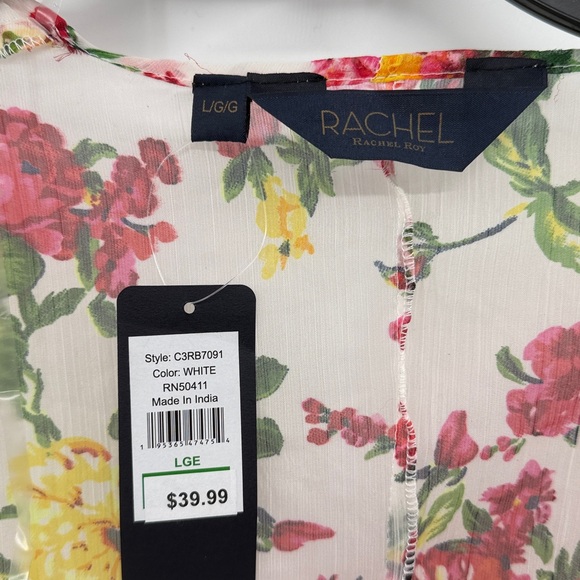 L/G/G
RACHEL
RACHEL ROY
Style: C3RB7091
Color: WHITE
RN50411
Made In India
1 95365 47475 4
LGE
$39.99